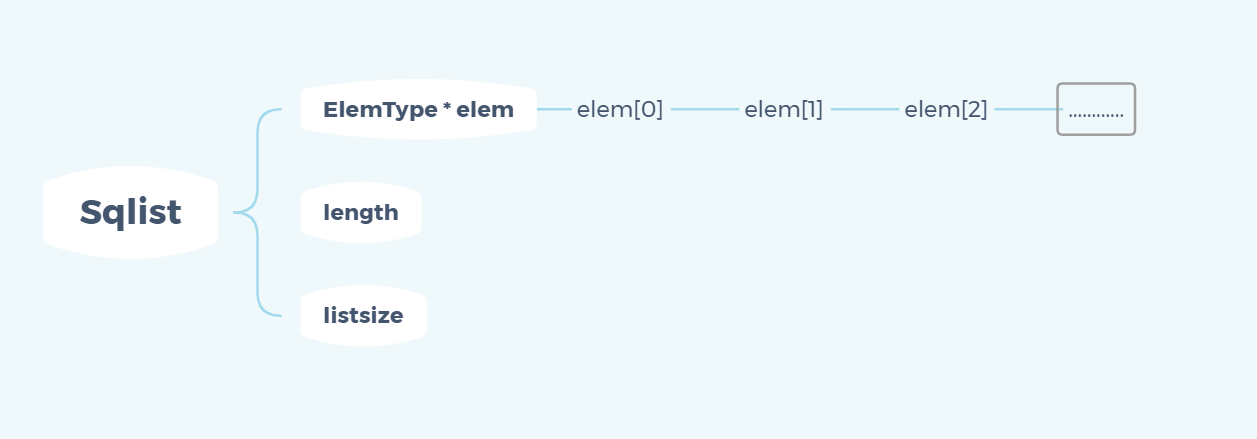 ElemType * elem
elem[0]
elem[1]
elem[2]
............
Sqlist
length
listsize